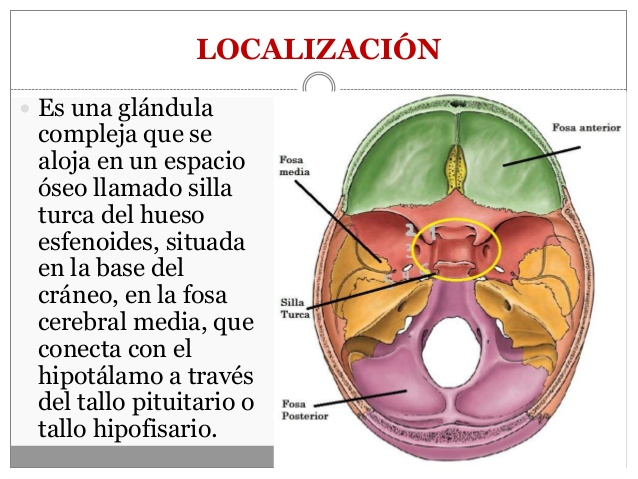 LOCALIZACIÓN
Es una glándula
compleja que se
aloja en un espacio
óseo llamado silla
turca del hueso
esfenoides, situada
en la base del
cráneo, en la fosa
cerebral media, que
conecta con el
hipotálamo a través
del tallo pituitario o
tallo hipofisario.
Fosa anterior
Fosa
media
Silla
Turca
Fosa
Posterior